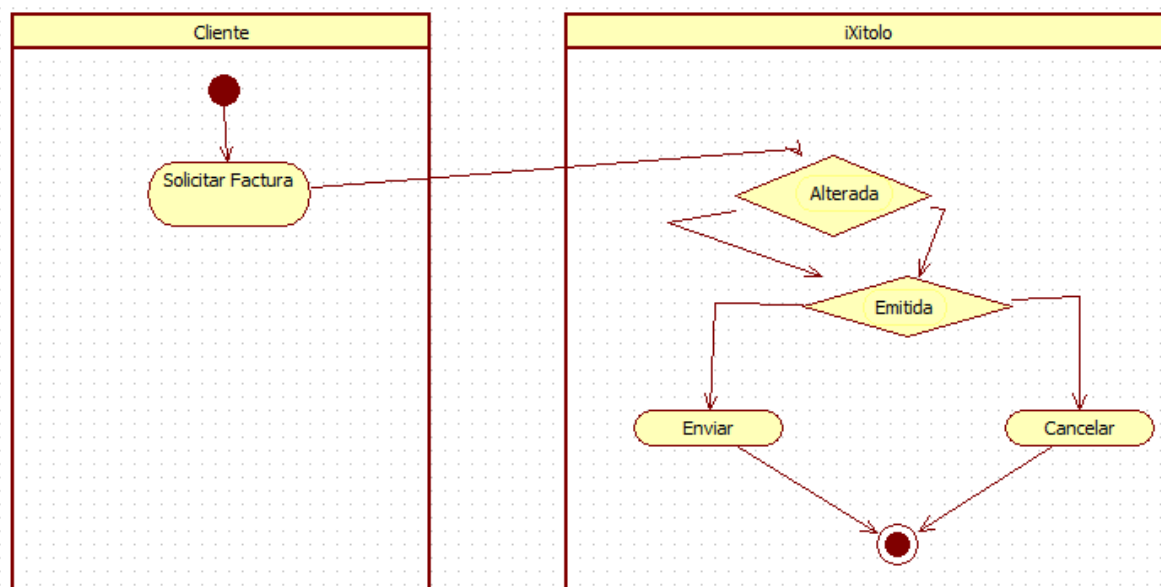 Cliente
iXitolo
Solicitar Factura
Alterada
Emitida
Enviar
Cancelar